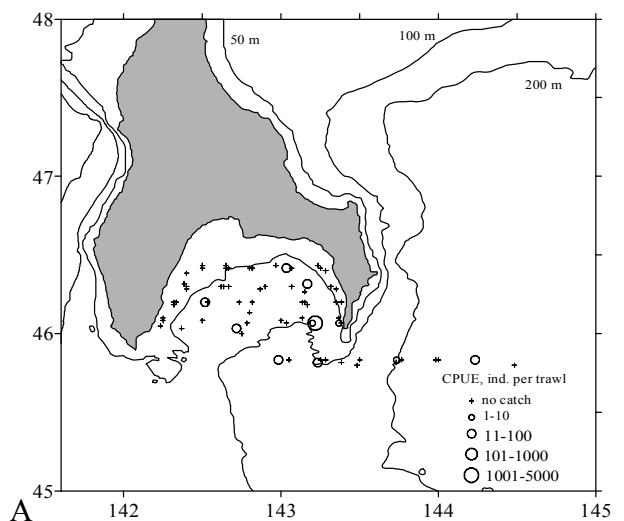 48
50 m
100 m
200 m
47
46
CPUE, ind. per trawl
no catch
1-10
11-100
101-1000
1001-5000
45
A
142
143
144
145